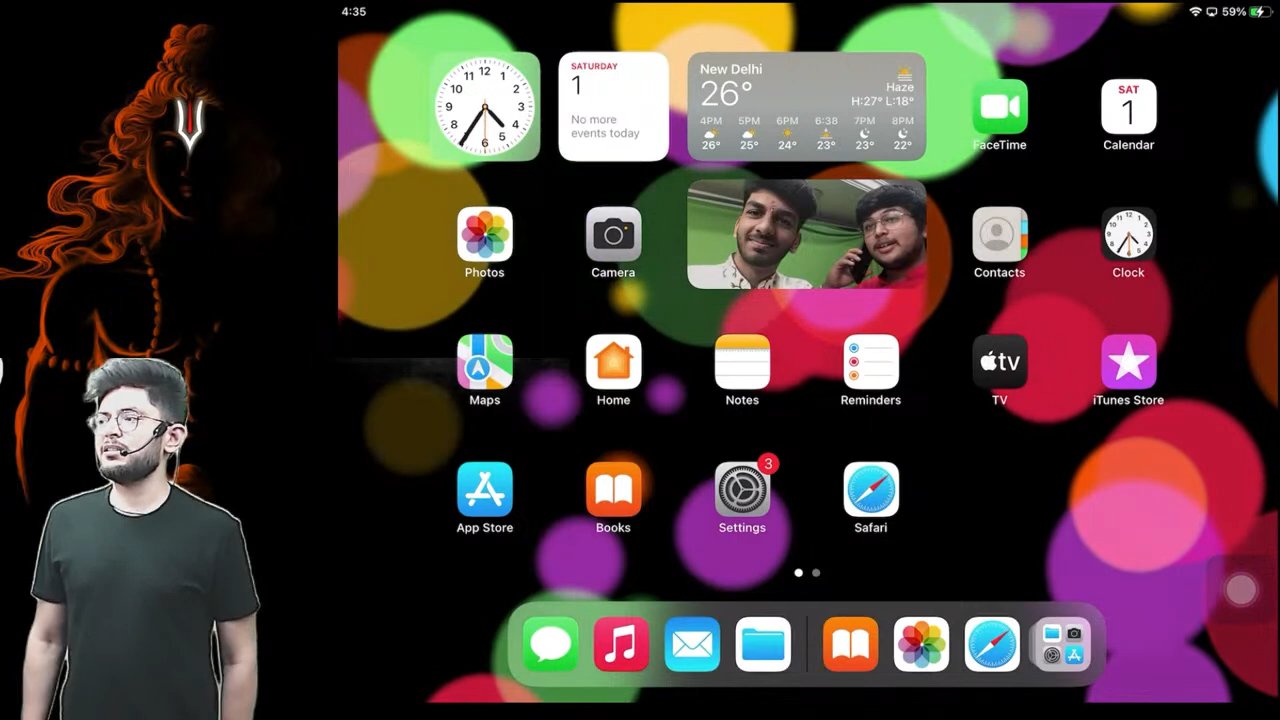 4:35
59%
SATURDAY
1
No more
events today
New Delhi
26°
Haze
H:27° L:18°
4PM 5PM 6PM 6:38 7PM 8PM
26° 25° 24° 23° 23° 22°
FaceTime
SAT
1
Calendar
12 1 2 3 4 5 6 7 8 9 10 11
Photos
Camera
Contacts
Clock
Maps
Home
Notes
Reminders
tv
TV
iTunes Store
App Store
Books
3
Settings
Safari